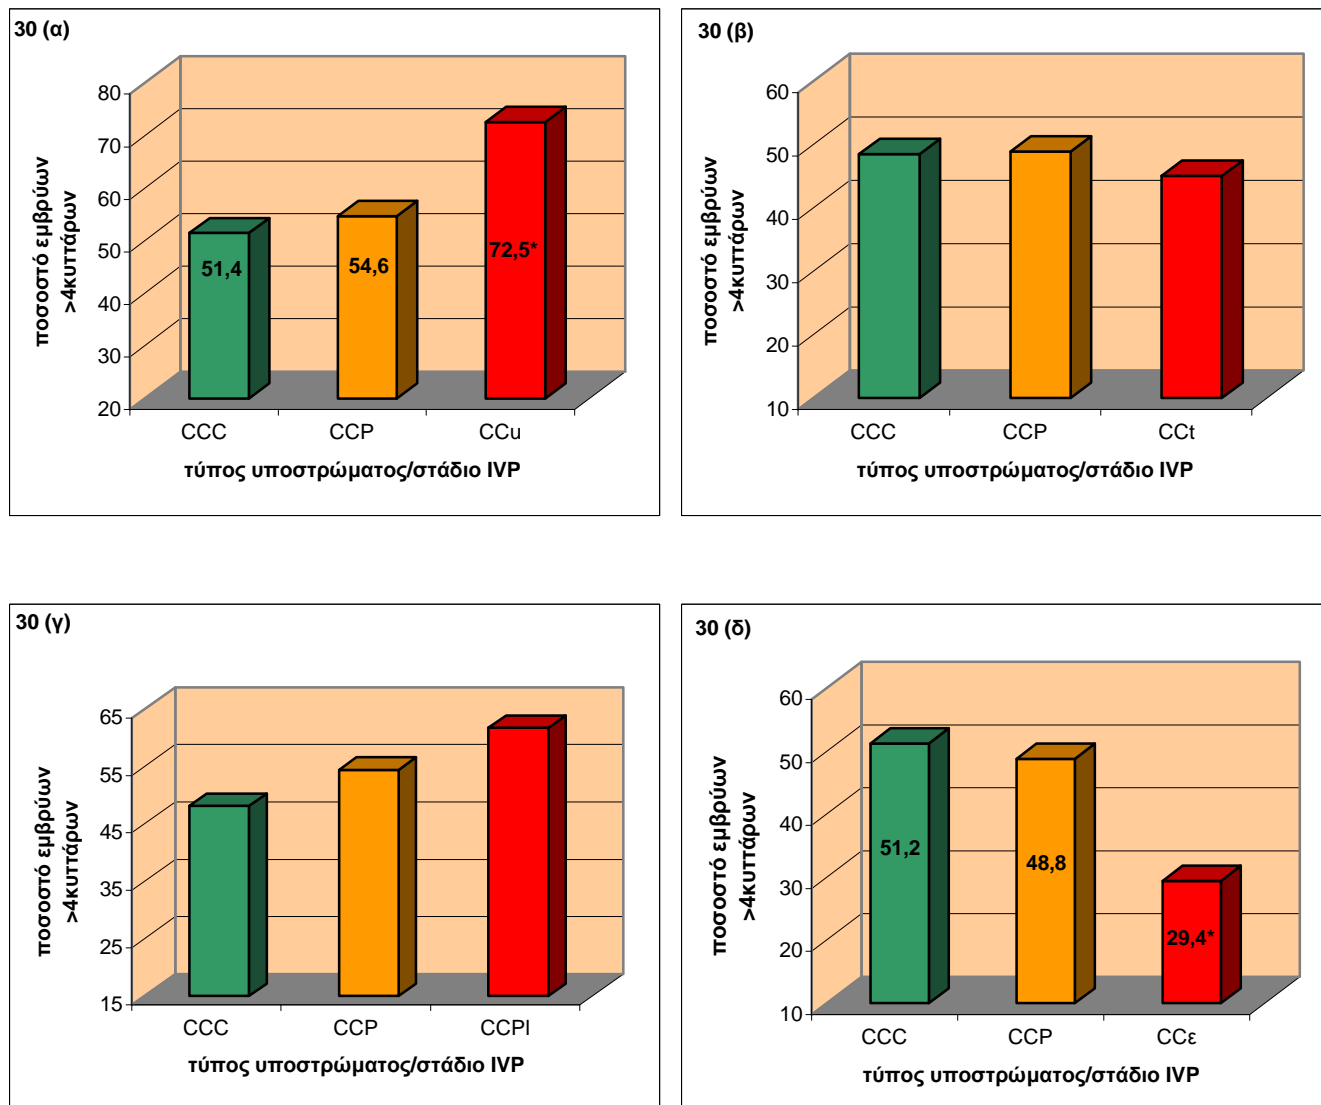 30 (α)
ποσοστό εμβρύων
>4κυττάρων
80
70
60
50
40
30
20
51,4
54,6
72,5*
CCC CCP CCu
τύπος υποστρώματος/στάδιο IVP
30 (β)
ποσοστό εμβρύων
>4κυττάρων
60
50
40
30
20
10
CCC CCP CCt
τύπος υποστρώματος/στάδιο IVP
30 (γ)
ποσοστό εμβρύων
>4κυττάρων
65
55
45
35
25
15
CCC CCP CCPl
τύπος υποστρώματος/στάδιο IVP
30 (δ)
ποσοστό εμβρύων
>4κυττάρων
60
50
40
30
20
10
51,2
48,8
29,4*
CCC CCP CCε
τύπος υποστρώματος/στάδιο IVP